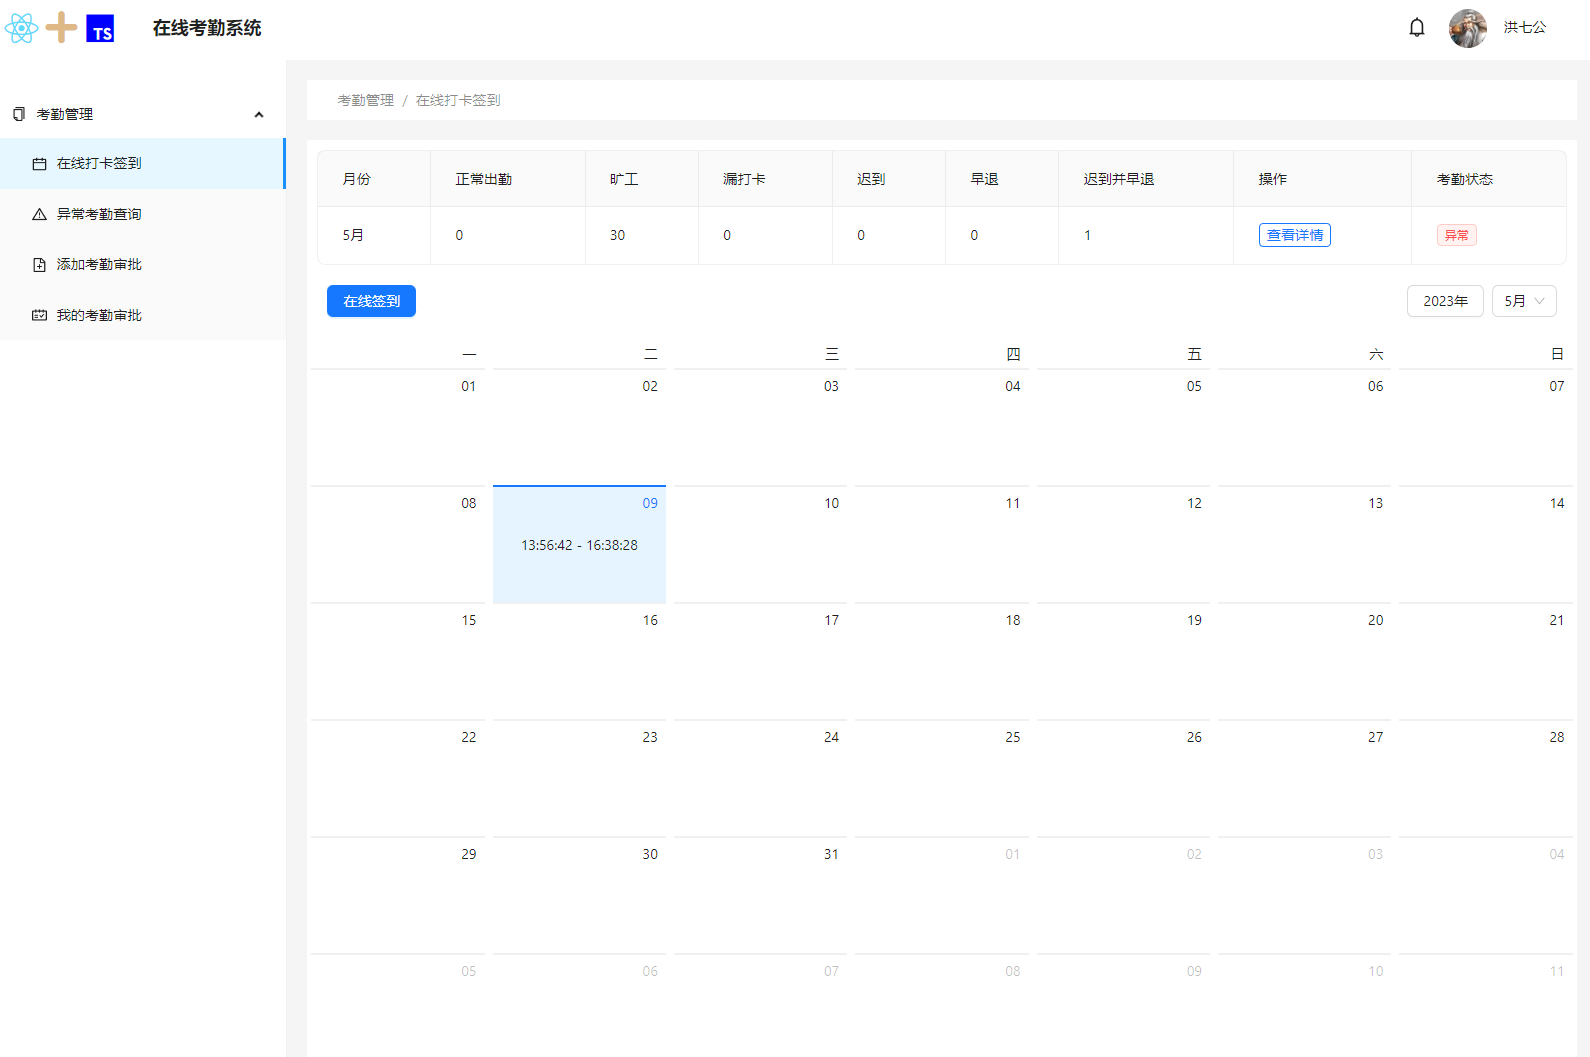 TS 在线考勤系统 洪七公
考勤管理
在线打卡签到
异常考勤查询
添加考勤审批
我的考勤审批
考勤管理 / 在线打卡签到
月份 正常出勤 旷工 漏打卡 迟到 早退 迟到并早退 操作 考勤状态
5月 0 30 0 0 0 1 查看详情 异常
在线签到 2023年 5月
一 二 三 四 五 六 日
01 02 03 04 05 06 07
08 09 10 11 12 13 14
13:56:42 - 16:38:28
15 16 17 18 19 20 21
22 23 24 25 26 27 28
29 30 31 01 02 03 04
05 06 07 08 09 10 11